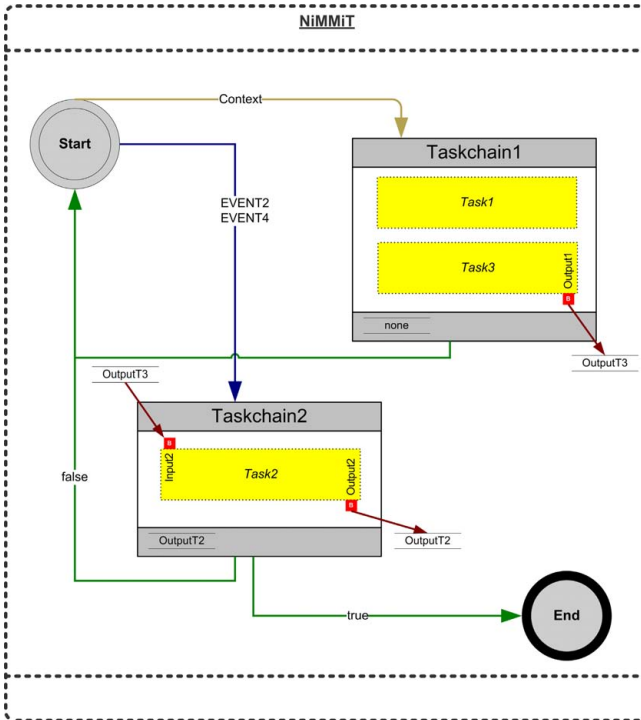 NiMMiT
Context
Start
Taskchain1
Task1
EVENT2
EVENT4
Task3
Output1
B
none
OutputT3
OutputT3
Taskchain2
B
Input2
Task2
Output2
false
B
OutputT2
OutputT2
true
End